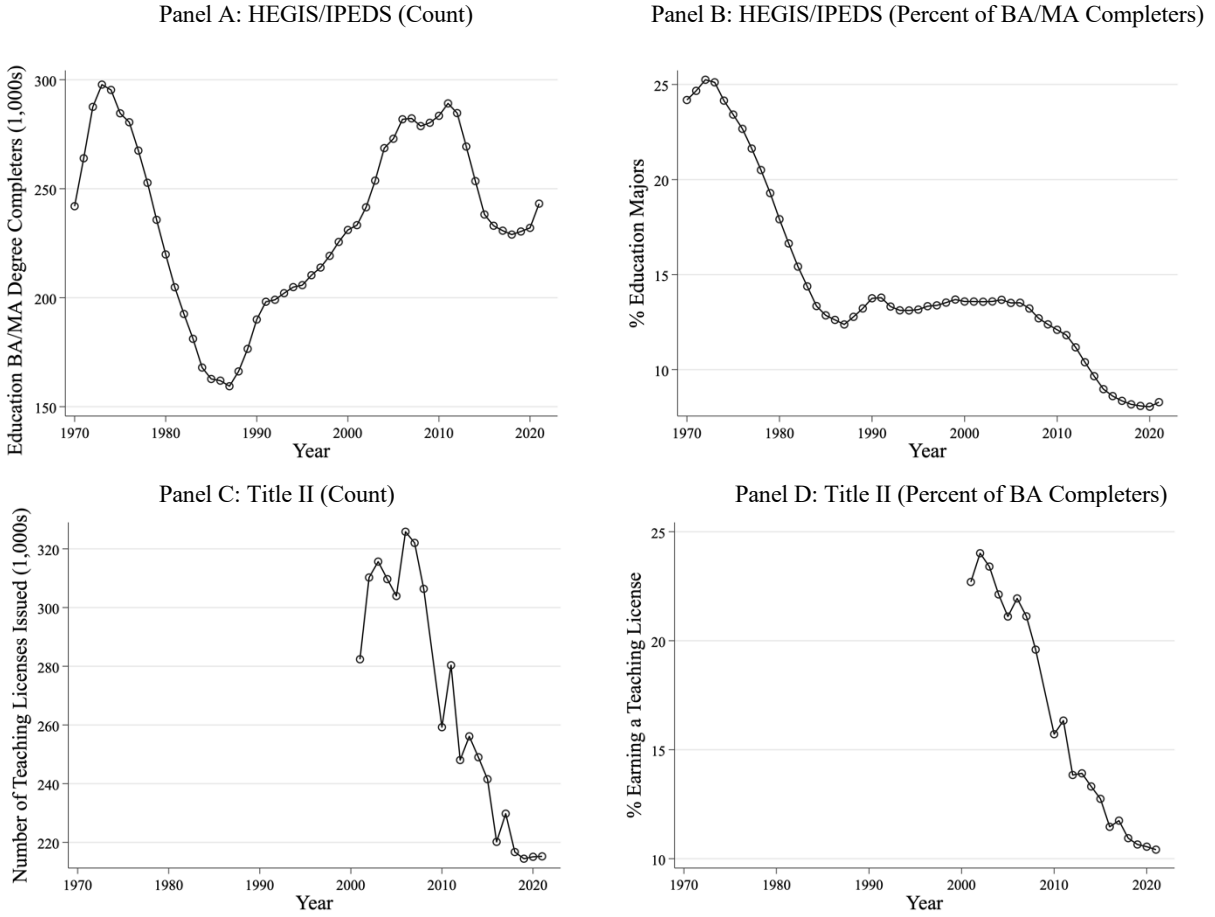 Panel A: HEGIS/IPEDS (Count)
Education BA/MA Degree Completers (1,000s)
300
250
200
150
1970 1980 1990 2000 2010 2020
Year
Panel B: HEGIS/IPEDS (Percent of BA/MA Completers)
% Education Majors
25
20
15
10
1970 1980 1990 2000 2010 2020
Year
Panel C: Title II (Count)
Number of Teaching Licenses Issued (1,000s)
320
300
280
260
240
220
1970 1980 1990 2000 2010 2020
Year
Panel D: Title II (Percent of BA Completers)
% Earning a Teaching License
25
20
15
10
1970 1980 1990 2000 2010 2020
Year